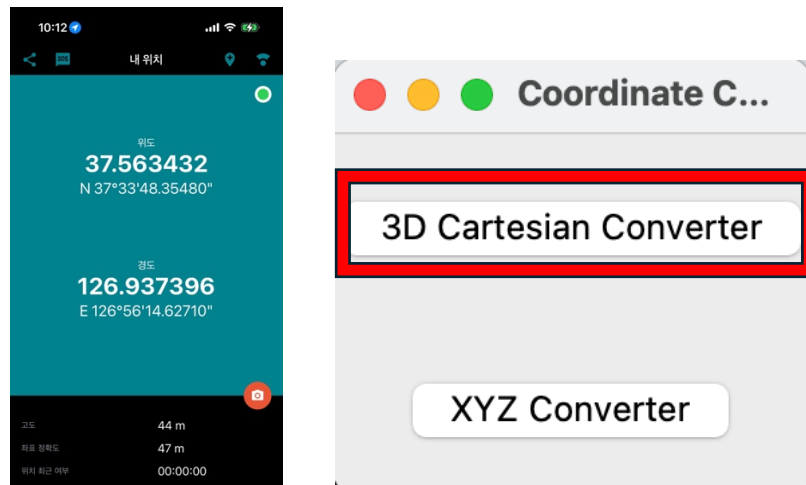 10:12
SOS
내 위치
위도
37.563432
N 37°33'48.35480"
경도
126.937396
E 126°56'14.62710"
고도 44 m
좌표 정확도 47 m
위치 최근 여부 00:00:00
Coordinate C...
3D Cartesian Converter
XYZ Converter